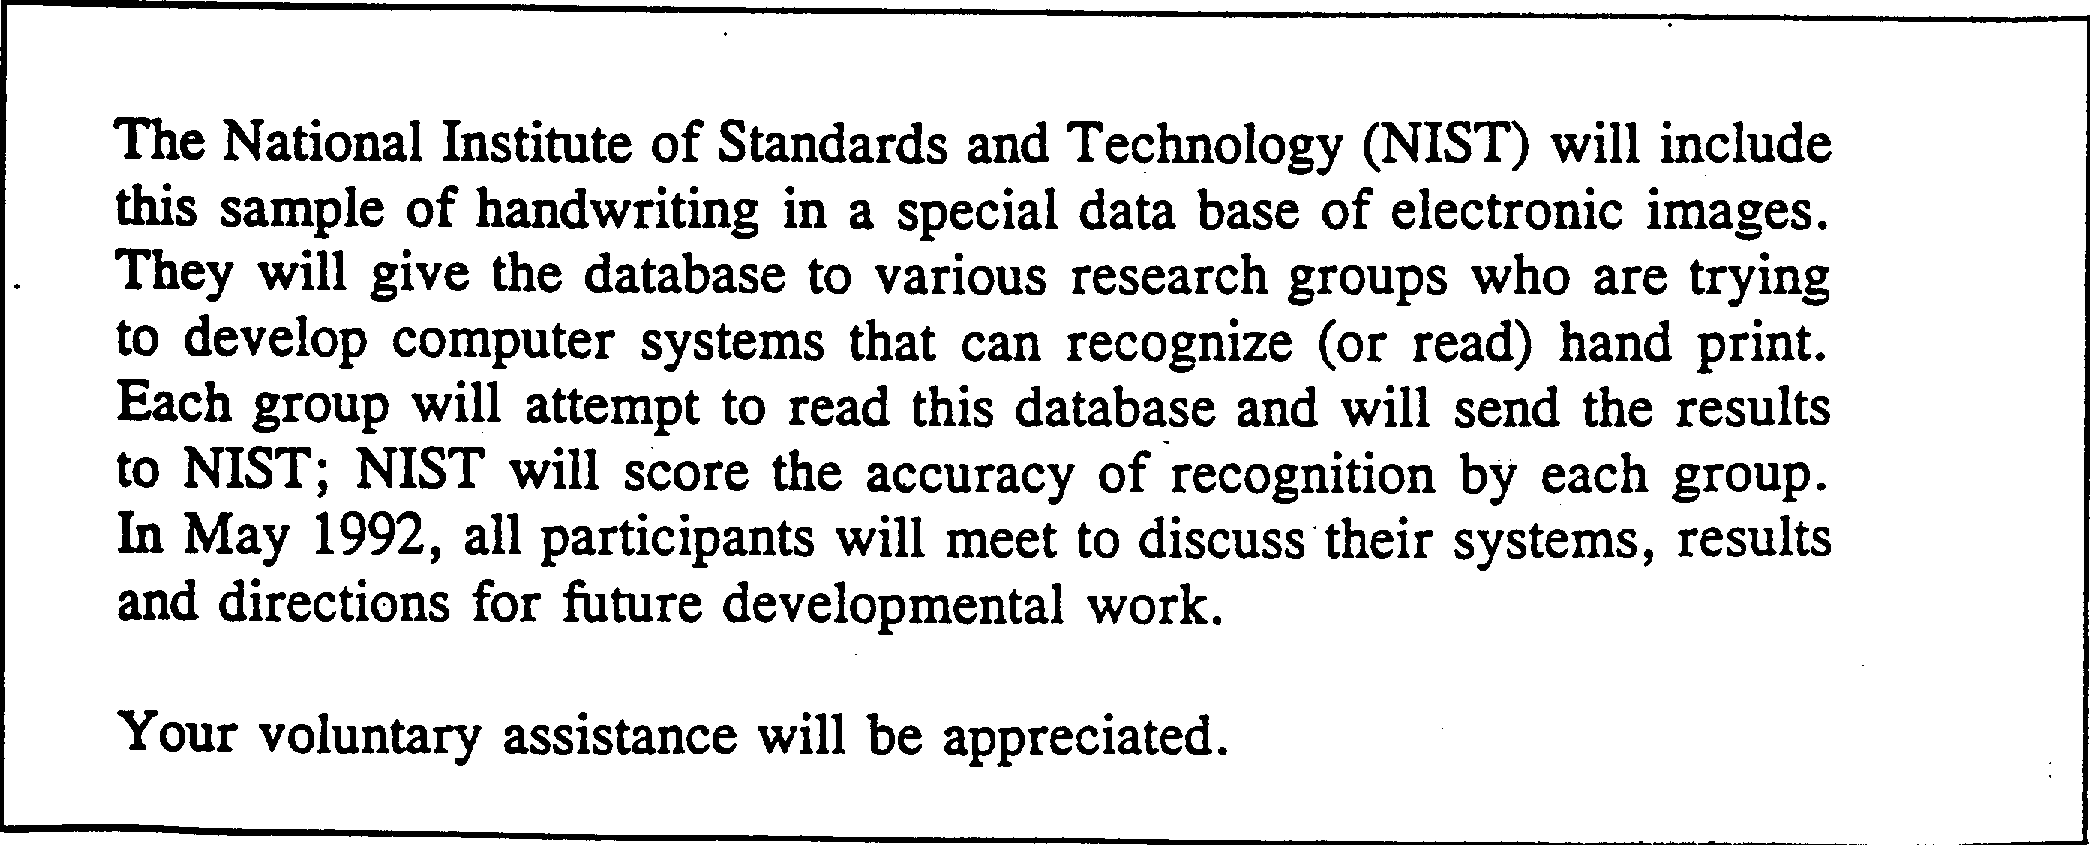 The National Institute of Standards and Technology (NIST) will include
this sample of handwriting in a special data base of electronic images.
They will give the database to various research groups who are trying
to develop computer systems that can recognize (or read) hand print.
Each group will attempt to read this database and will send the results
to NIST; NIST will score the accuracy of recognition by each group.
In May 1992, all participants will meet to discuss their systems, results
and directions for future developmental work.
Your voluntary assistance will be appreciated.